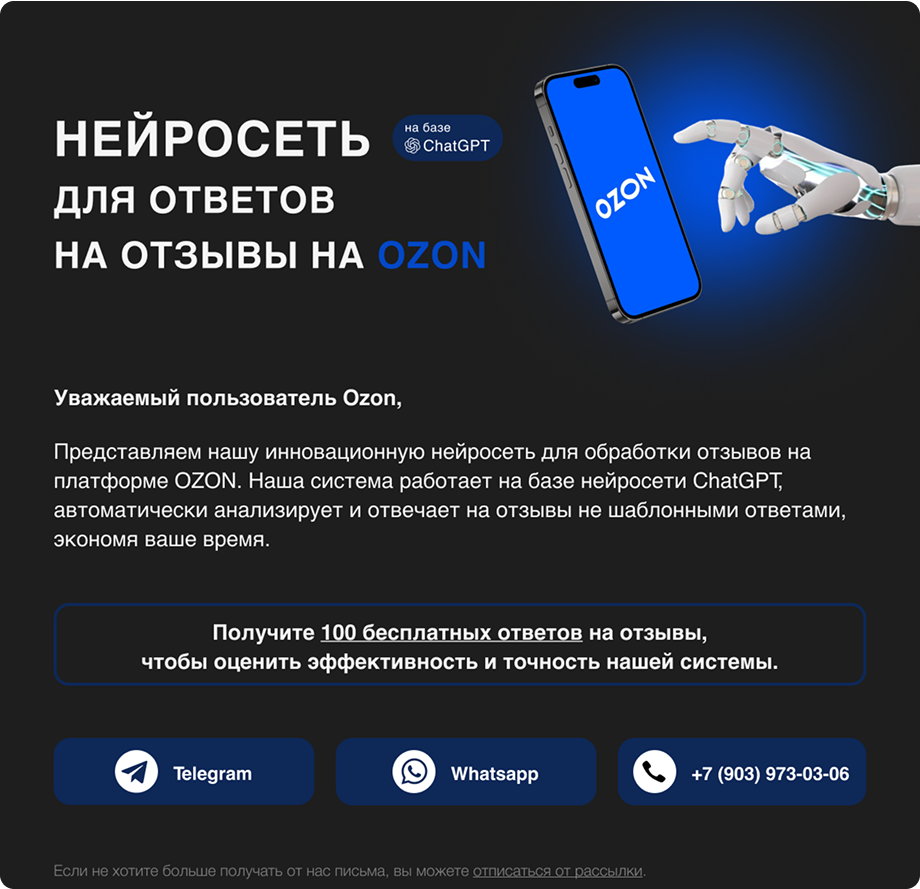 НЕЙРОСЕТЬ
на базе
ChatGPT
ДЛЯ ОТВЕТОВ
НА ОТЗЫВЫ НА OZON
OZON
Уважаемый пользователь Ozon,
Представляем нашу инновационную нейросеть для обработки отзывов на
платформе OZON. Наша система работает на базе нейросети ChatGPT,
автоматически анализирует и отвечает на отзывы не шаблонными ответами,
экономя ваше время.
Получите 100 бесплатных ответов на отзывы,
чтобы оценить эффективность и точность нашей системы.
Telegram
Whatsapp
+7 (903) 973-03-06
Если не хотите больше получать от нас письма, вы можете отписаться от рассылки.